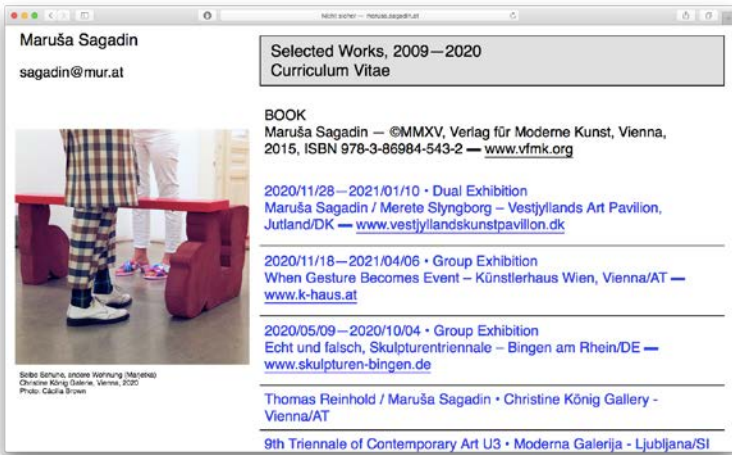 Nicht sicher — marusa.sagadin.at
Maruša Sagadin
sagadin@mur.at
Selected Works, 2009—2020
Curriculum Vitae
BOOK
Maruša Sagadin — ©MMXV, Verlag für Moderne Kunst, Vienna,
2015, ISBN 978-3-86984-543-2 — www.vfmk.org
2020/11/28—2021/01/10 • Dual Exhibition
Maruša Sagadin / Merete Slyngborg – Vestjyllands Art Pavilion,
Jutland/DK — www.vestjyllandskunstpavillon.dk
2020/11/18—2021/04/06 • Group Exhibition
When Gesture Becomes Event – Künstlerhaus Wien, Vienna/AT —
www.k-haus.at
2020/05/09—2020/10/04 • Group Exhibition
Echt und falsch, Skulpturentriennale – Bingen am Rhein/DE —
www.skulpturen-bingen.de
Thomas Reinhold / Maruša Sagadin • Christine König Gallery -
Vienna/AT
9th Triennale of Contemporary Art U3 • Moderna Galerija - Ljubljana/SI
Selbe Schuhe, andere Wohnung (Marjetka)
Christine König Galerie, Vienna, 2020
Photo: Cäcilia Brown